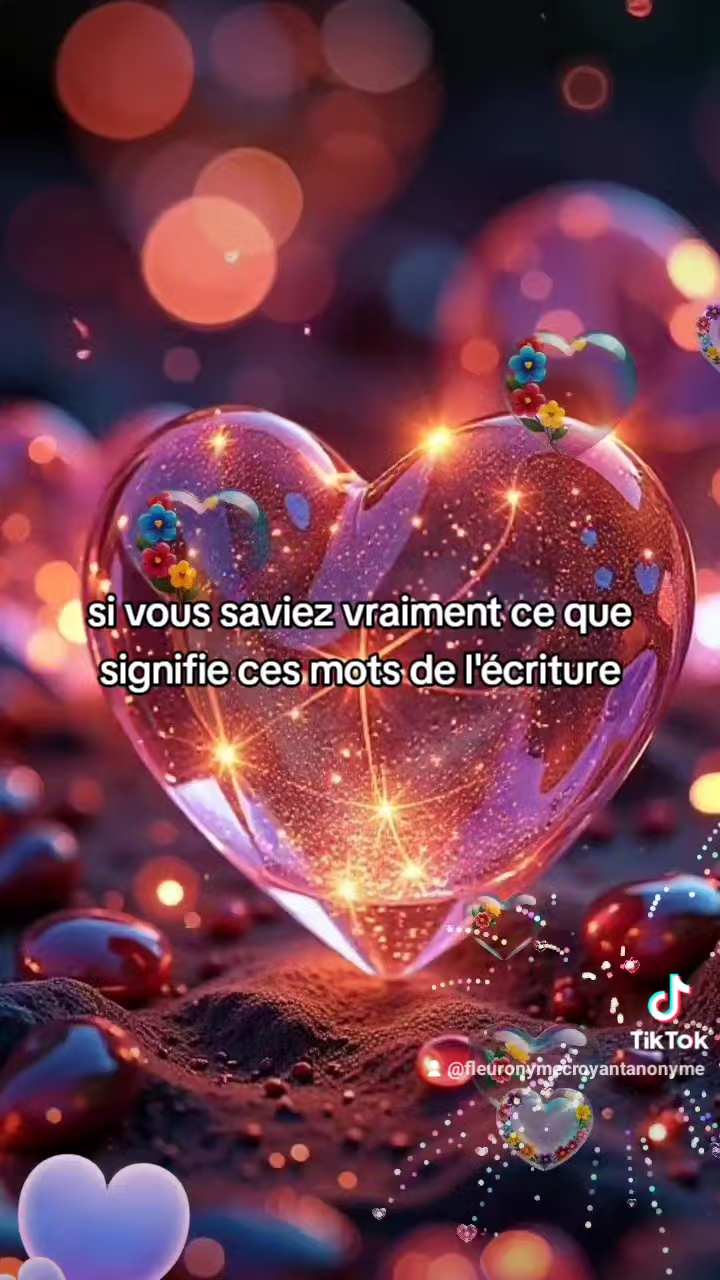 si vous saviez vraiment ce que
signifie ces mots de l'écriture
TikTok
@fleuronymecroyantanonyme